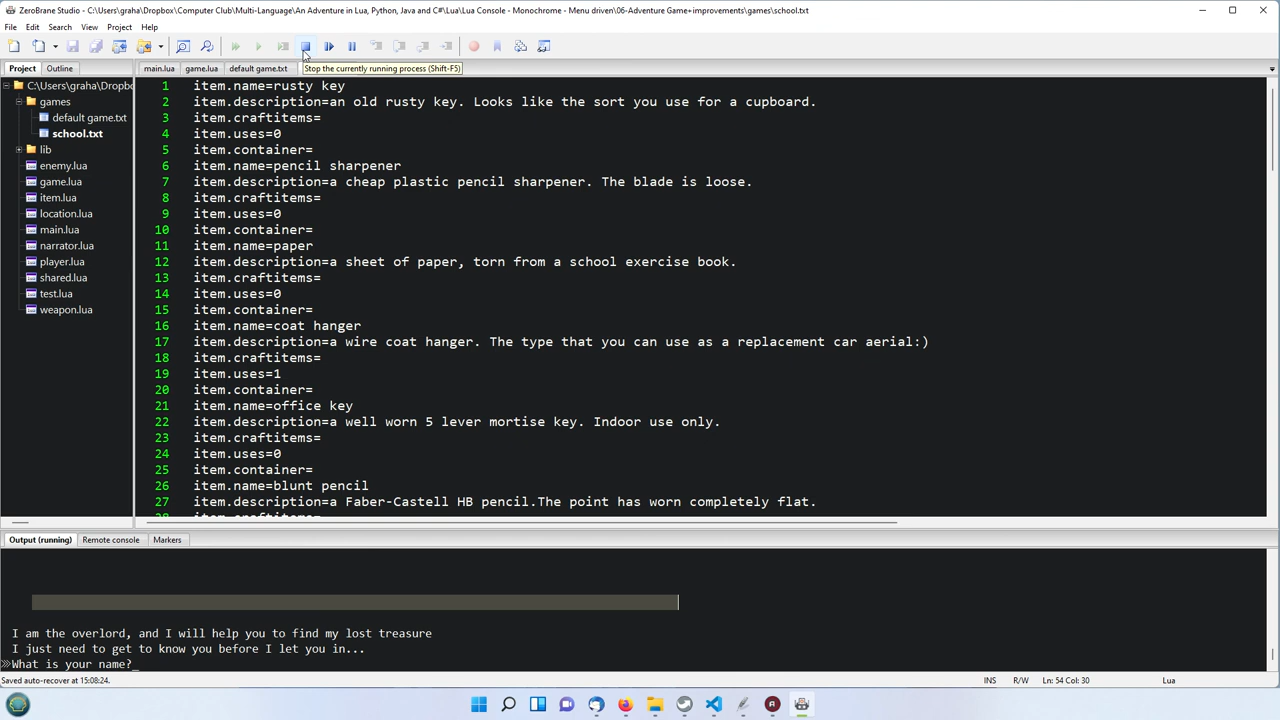 ZeroBrane Studio - C:\Users\graha\Dropbox\Computer Club\Multi-Language\An Adventure in Lua, Python, Java and C#\Lua\Lua Console - Monochrome - Menu driven\06-Adventure Game+improvements\games\school.txt
File Edit Search View Project Help
Project Outline main.lua game.lua default game.txt Stop the currently running process (Shift-F5)
C:\Users\graha\Dropbo
games
default game.txt
school.txt
lib
enemy.lua
game.lua
item.lua
location.lua
main.lua
narrator.lua
player.lua
shared.lua
test.lua
weapon.lua
1 item.name=rusty key
2 item.description=an old rusty key. Looks like the sort you use for a cupboard.
3 item.craftitems=
4 item.uses=0
5 item.container=
6 item.name=pencil sharpener
7 item.description=a cheap plastic pencil sharpener. The blade is loose.
8 item.craftitems=
9 item.uses=0
10 item.container=
11 item.name=paper
12 item.description=a sheet of paper, torn from a school exercise book.
13 item.craftitems=
14 item.uses=0
15 item.container=
16 item.name=coat hanger
17 item.description=a wire coat hanger. The type that you can use as a replacement car aerial:)
18 item.craftitems=
19 item.uses=1
20 item.container=
21 item.name=office key
22 item.description=a well worn 5 lever mortise key. Indoor use only.
23 item.craftitems=
24 item.uses=0
25 item.container=
26 item.name=blunt pencil
27 item.description=a Faber-Castell HB pencil.The point has worn completely flat.
Output (running) Remote console Markers
I am the overlord, and I will help you to find my lost treasure
I just need to get to know you before I let you in...
What is your name?_
Saved auto-recover at 15:08:24. INS R/W Ln: 54 Col: 30 Lua